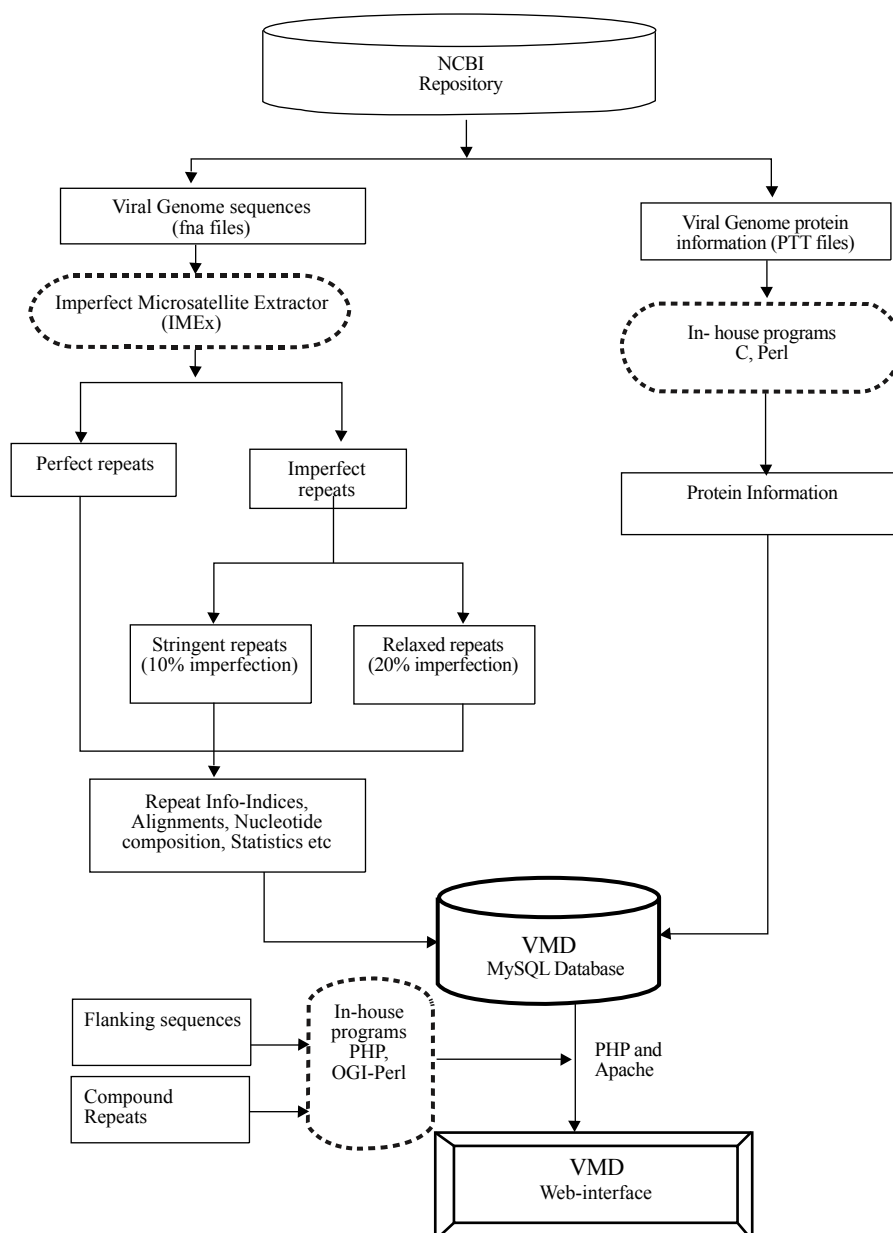 NCBI
Repository
Viral Genome sequences
(fna files)
Viral Genome protein
information (PTT files)
Imperfect Microsatellite Extractor
(IMEx)
In- house programs
C, Perl
Perfect repeats
Imperfect
repeats
Protein Information
Stringent repeats
(10% imperfection)
Relaxed repeats
(20% imperfection)
Repeat Info-Indices,
Alignments, Nucleotide
composition, Statistics etc
VMD
MySQL Database
Flanking sequences
Compound
Repeats
In-house
programs
PHP,
OGI-Perl
PHP and
Apache
VMD
Web-interface